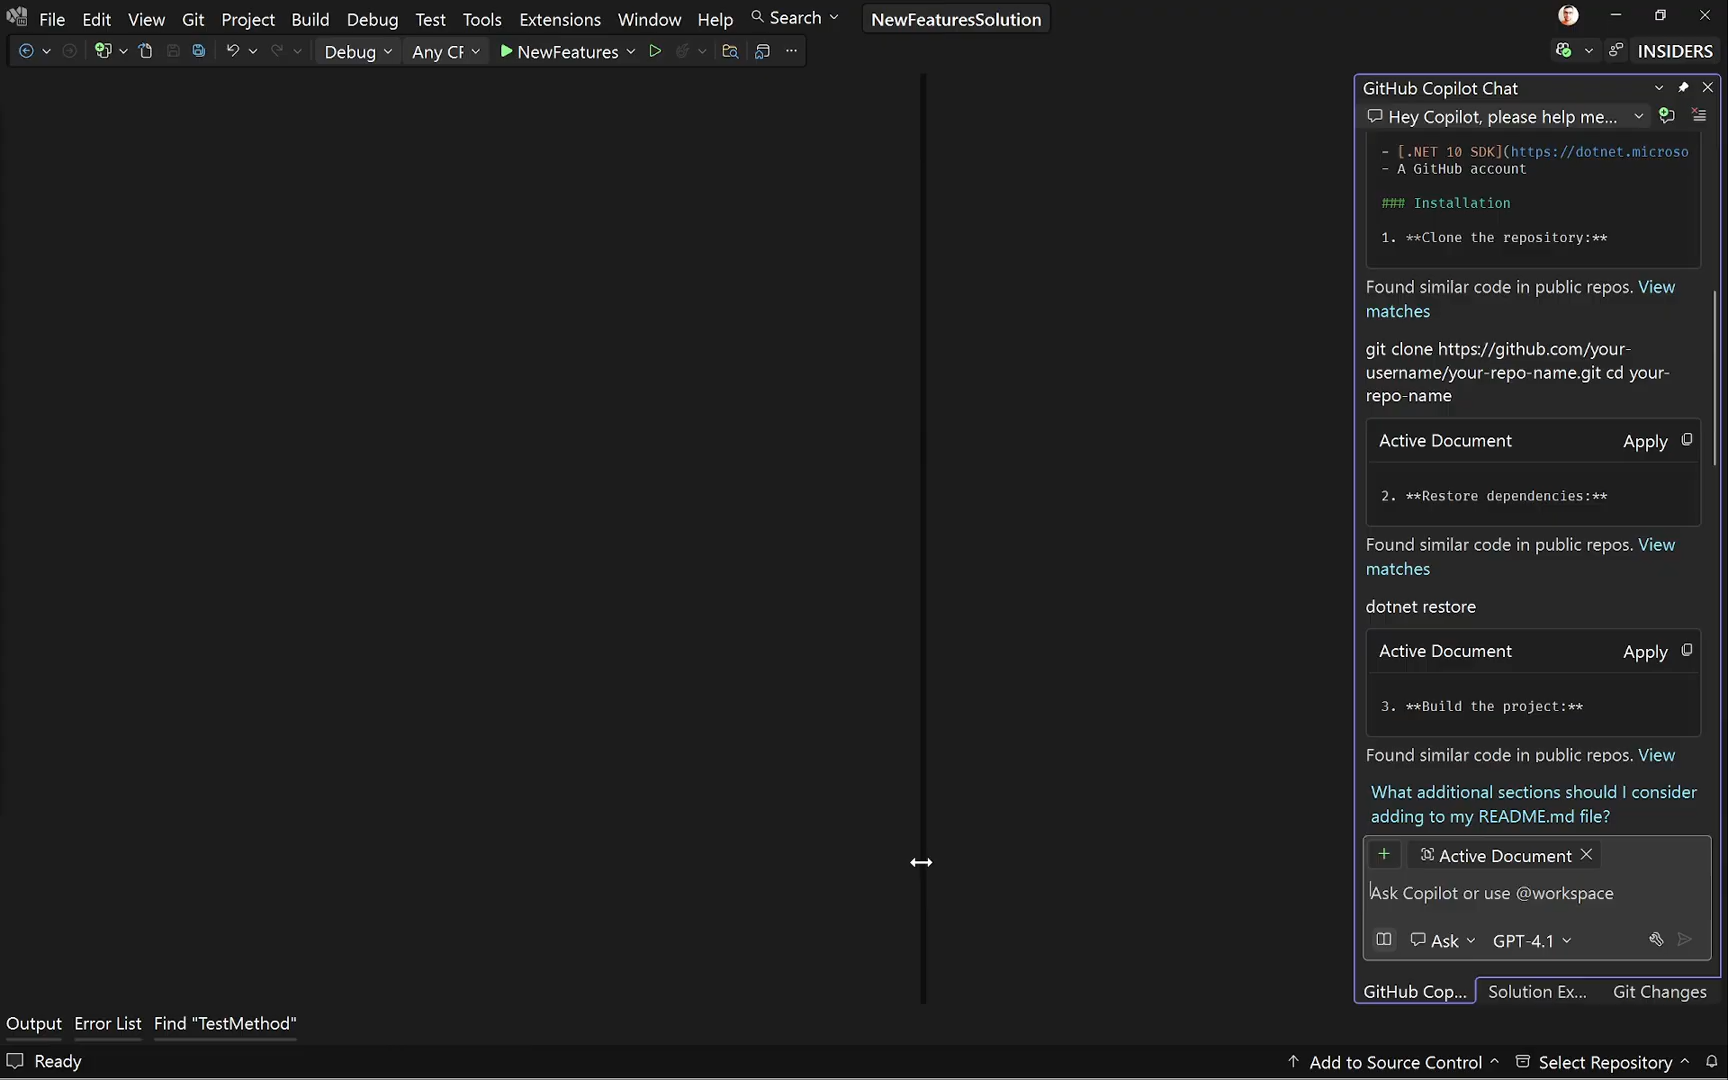 File Edit View Git Project Build Debug Test Tools Extensions Window Help Search NewFeaturesSolution
Debug Any CF NewFeatures INSIDERS
GitHub Copilot Chat
Hey Copilot, please help me...
- [.NET 10 SDK](https://dotnet.microso
- A GitHub account
### Installation
1. **Clone the repository:**
Found similar code in public repos. View
matches
git clone https://github.com/your-
username/your-repo-name.git cd your-
repo-name
Active Document Apply
2. **Restore dependencies:**
Found similar code in public repos. View
matches
dotnet restore
Active Document Apply
3. **Build the project:**
Found similar code in public repos. View
What additional sections should I consider
adding to my README.md file?
+ Active Document
Ask Copilot or use @workspace
Ask GPT-4.1
GitHub Cop... Solution Ex... Git Changes
Output Error List Find "TestMethod"
Ready Add to Source Control Select Repository